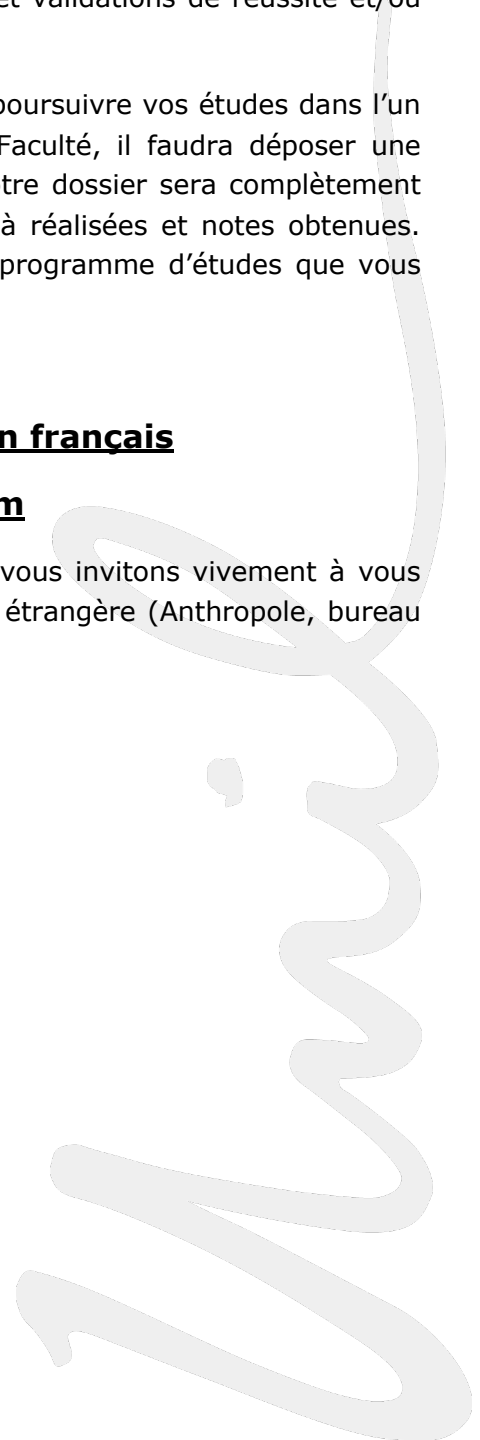 et validations de réussite et/ou
poursuivre vos études dans l’un
Faculté, il faudra déposer une
tre dossier sera complètement
à réalisées et notes obtenues.
programme d’études que vous
n français
m
vous invitons vivement à vous
étrangère (Anthropole, bureau
Unil